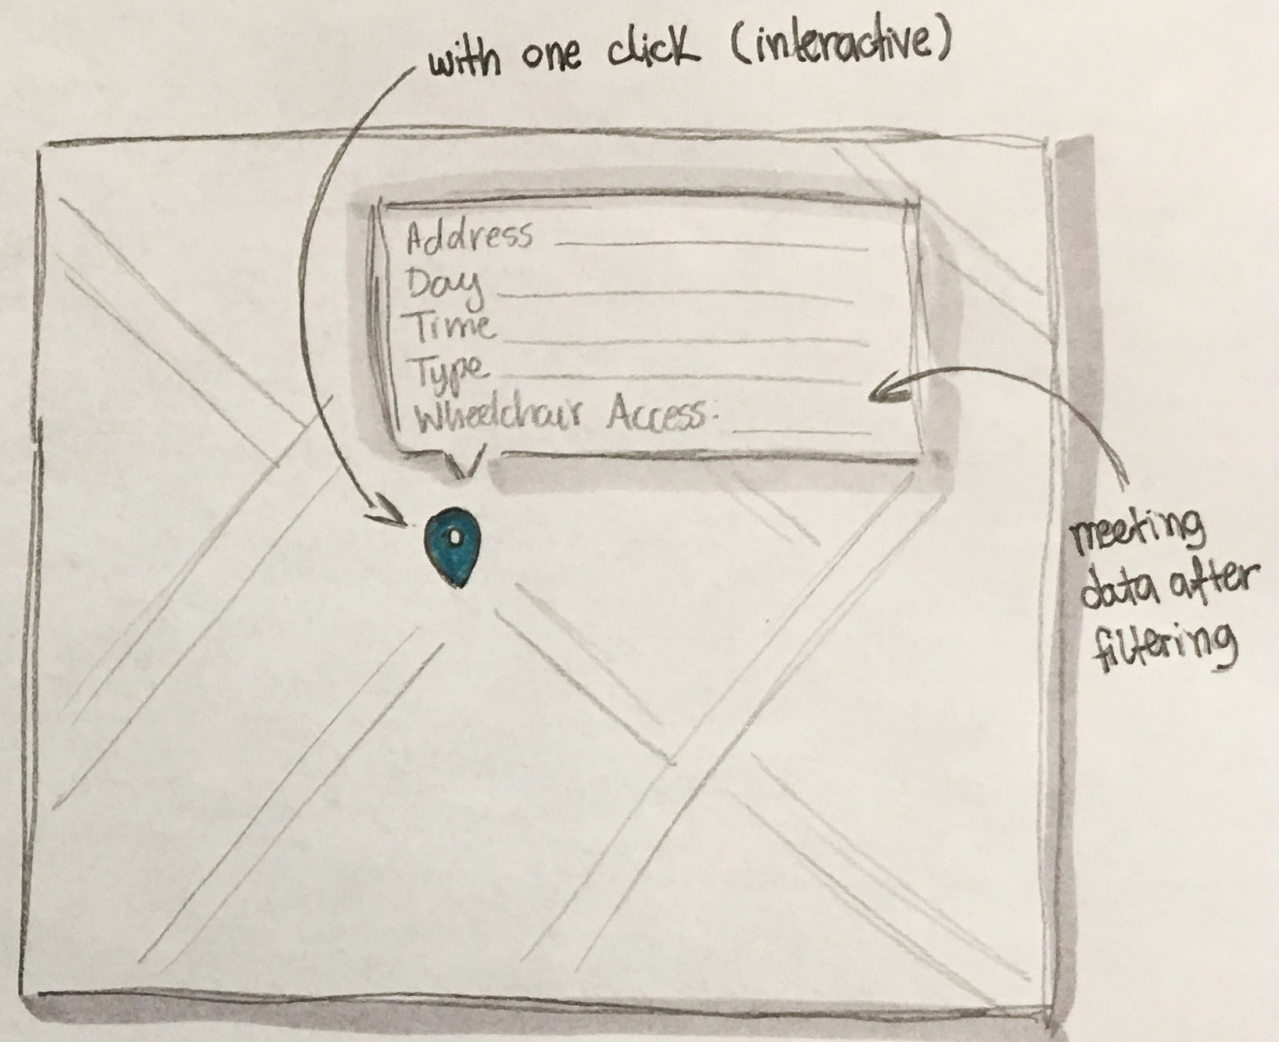 with one click (interactive)
Address
Day
Time
Type
Wheelchair Access:
meeting
data after
filtering